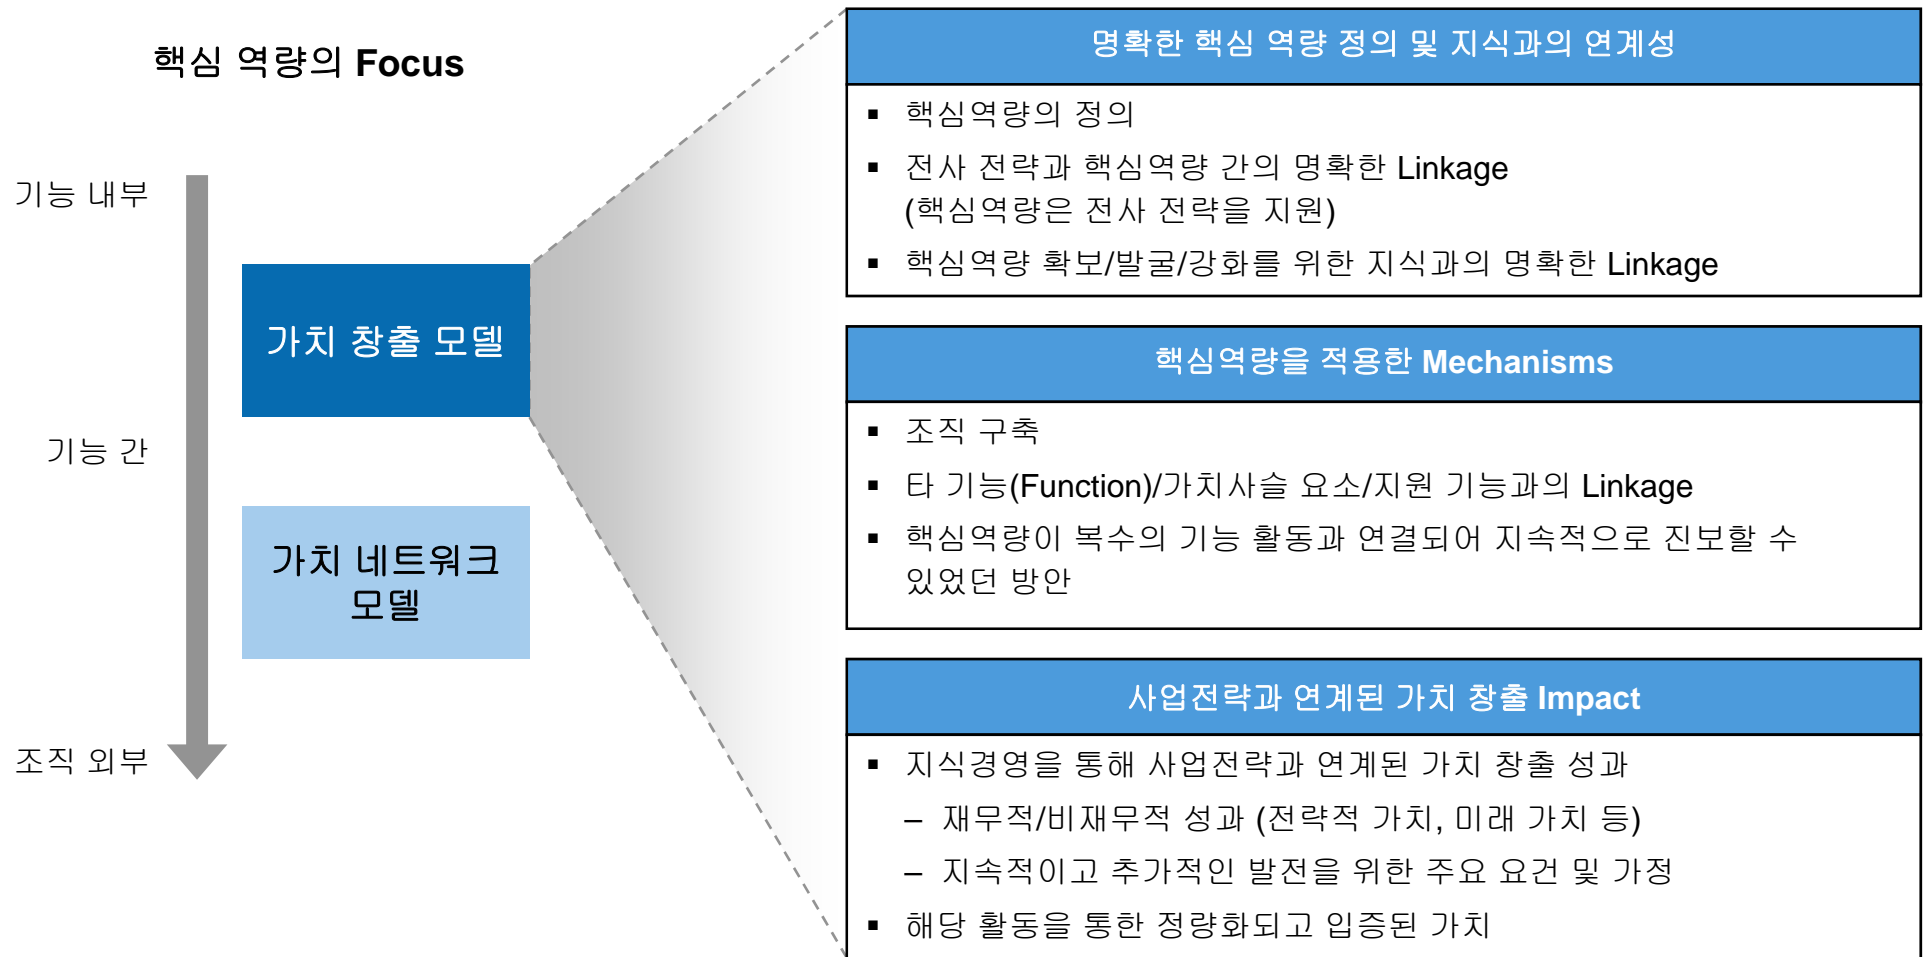 핵심 역량의 Focus
기능 내부
기능 간
조직 외부
가치 창출 모델
가치 네트워크
모델
명확한 핵심 역량 정의 및 지식과의 연계성
▪ 핵심역량의 정의
▪ 전사 전략과 핵심역량 간의 명확한 Linkage
(핵심역량은 전사 전략을 지원)
▪ 핵심역량 확보/발굴/강화를 위한 지식과의 명확한 Linkage
핵심역량을 적용한 Mechanisms
▪ 조직 구축
▪ 타 기능(Function)/가치사슬 요소/지원 기능과의 Linkage
▪ 핵심역량이 복수의 기능 활동과 연결되어 지속적으로 진보할 수
있었던 방안
사업전략과 연계된 가치 창출 Impact
▪ 지식경영을 통해 사업전략과 연계된 가치 창출 성과
– 재무적/비재무적 성과 (전략적 가치, 미래 가치 등)
– 지속적이고 추가적인 발전을 위한 주요 요건 및 가정
▪ 해당 활동을 통한 정량화되고 입증된 가치